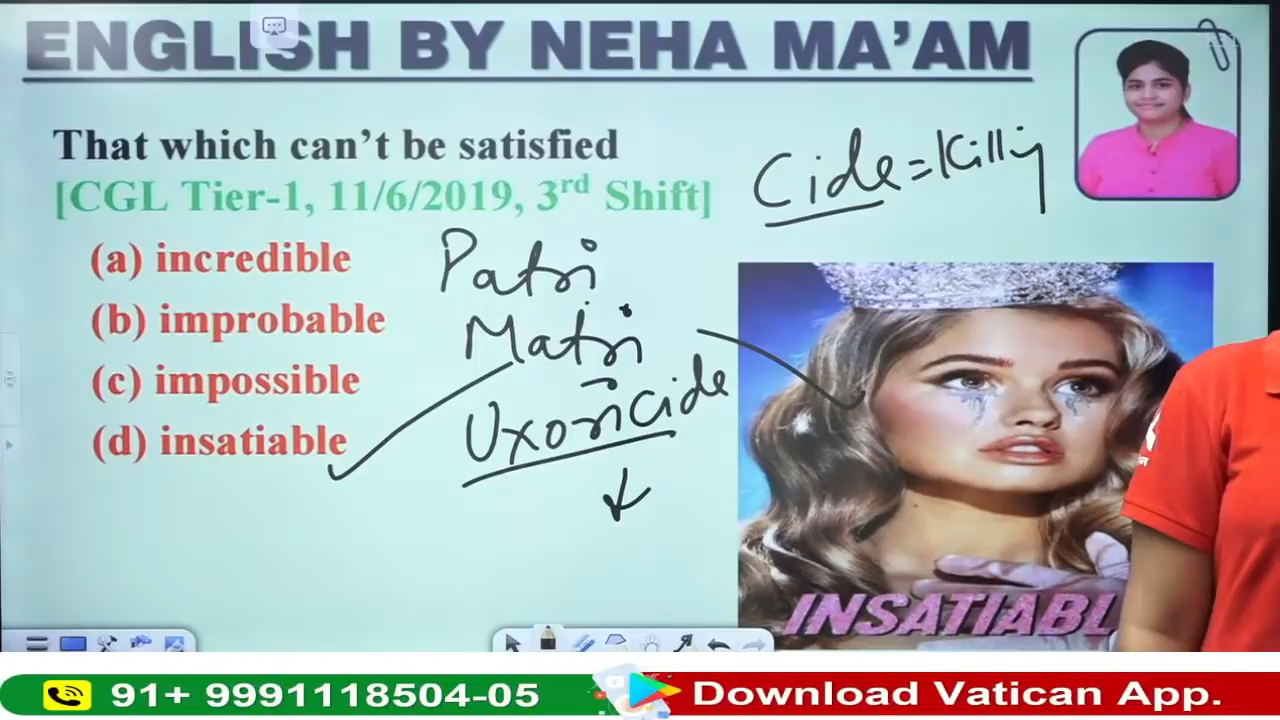 ENGLISH BY NEHA MA'AM
That which can't be satisfied
[CGL Tier-1, 11/6/2019, 3rd Shift]
(a) incredible
(b) improbable
(c) impossible
(d) insatiable
Cide = Killing
Patri
Matri
Uxoricide
INSATIABL
91+ 9991118504-05
Download Vatican App.